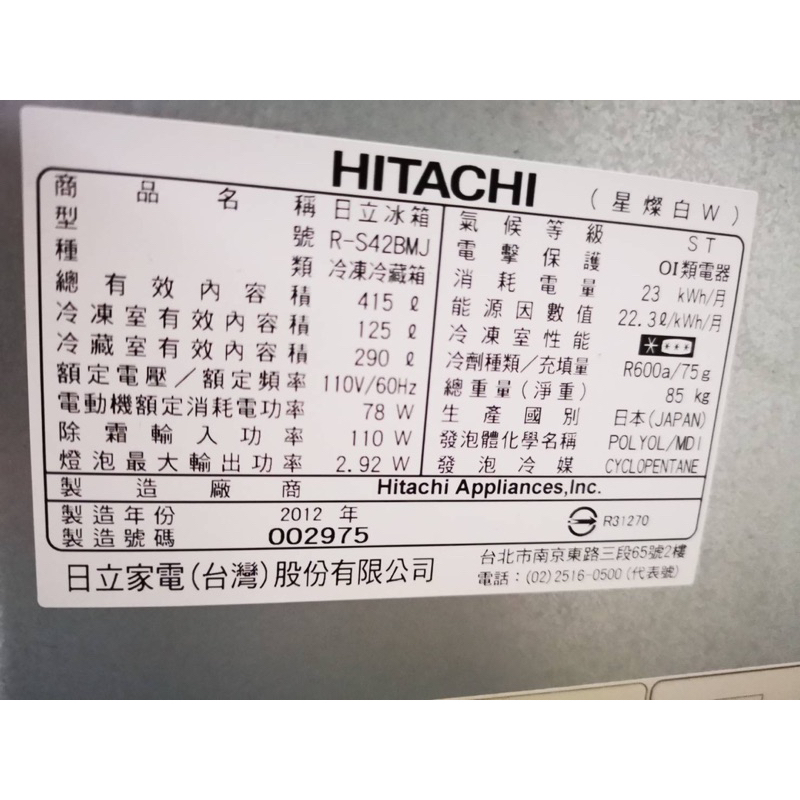 HITACHI (星燦白W)
商品名稱 日立冰箱
型號 R-S42BMJ
種類 冷凍冷藏箱
總有效內容積 415ℓ
冷凍室有效內容積 125ℓ
冷藏室有效內容積 290ℓ
額定電壓/額定頻率 110V/60Hz
電動機額定消耗電功率 78 W
除霜輸入功率 110 W
燈泡最大輸出功率 2.92 W
氣候等級 ST
電擊保護 OI類電器
消耗電量 23 kWh/月
能源因數值 22.3ℓ/kWh/月
冷凍室性能
冷劑種類/充填量 R600a/75g
總重量(淨重) 85 kg
生產國別 日本(JAPAN)
發泡體化學名稱 POLYOL/MDI
發泡冷媒 CYCLOPENTANE
製造廠商 Hitachi Appliances,Inc.
製造年份 2012 年
製造號碼 002975
R31270
日立家電(台灣)股份有限公司
台北市南京東路三段65號2樓
電話：(02)2516-0500(代表號)